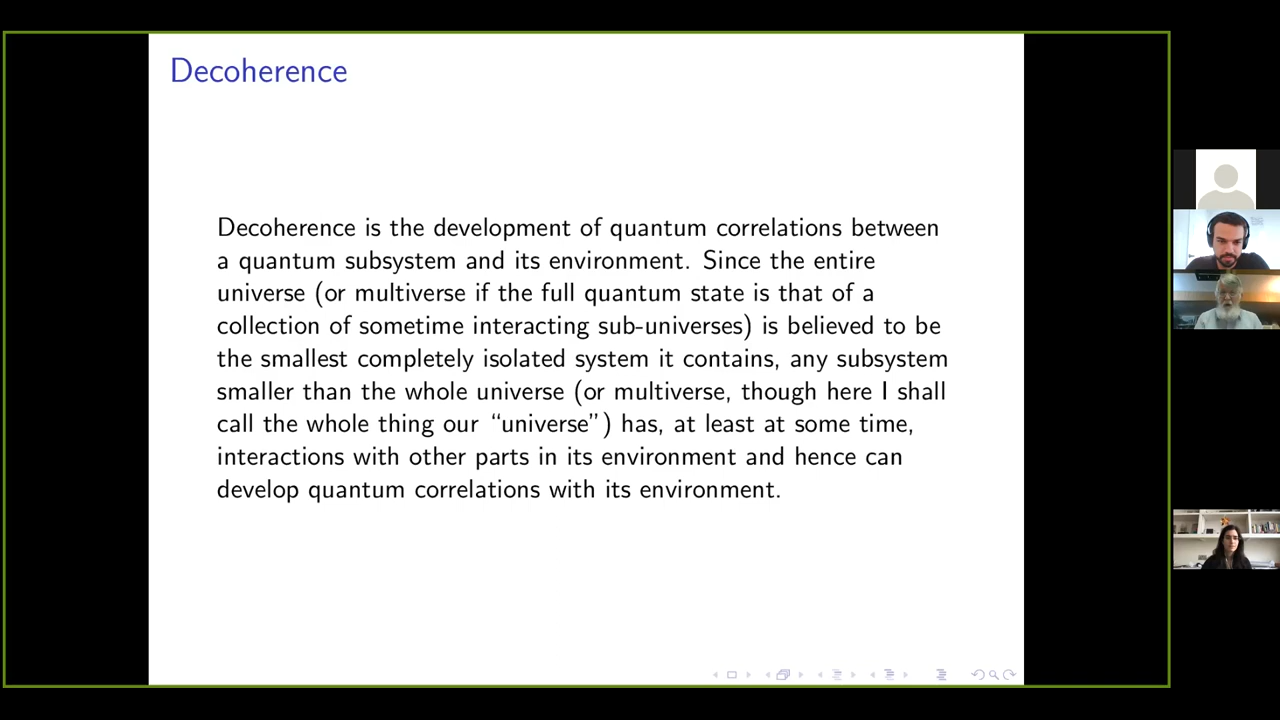 Decoherence
Decoherence is the development of quantum correlations between
a quantum subsystem and its environment. Since the entire
universe (or multiverse if the full quantum state is that of a
collection of sometime interacting sub-universes) is believed to be
the smallest completely isolated system it contains, any subsystem
smaller than the whole universe (or multiverse, though here I shall
call the whole thing our “universe”) has, at least at some time,
interactions with other parts in its environment and hence can
develop quantum correlations with its environment.